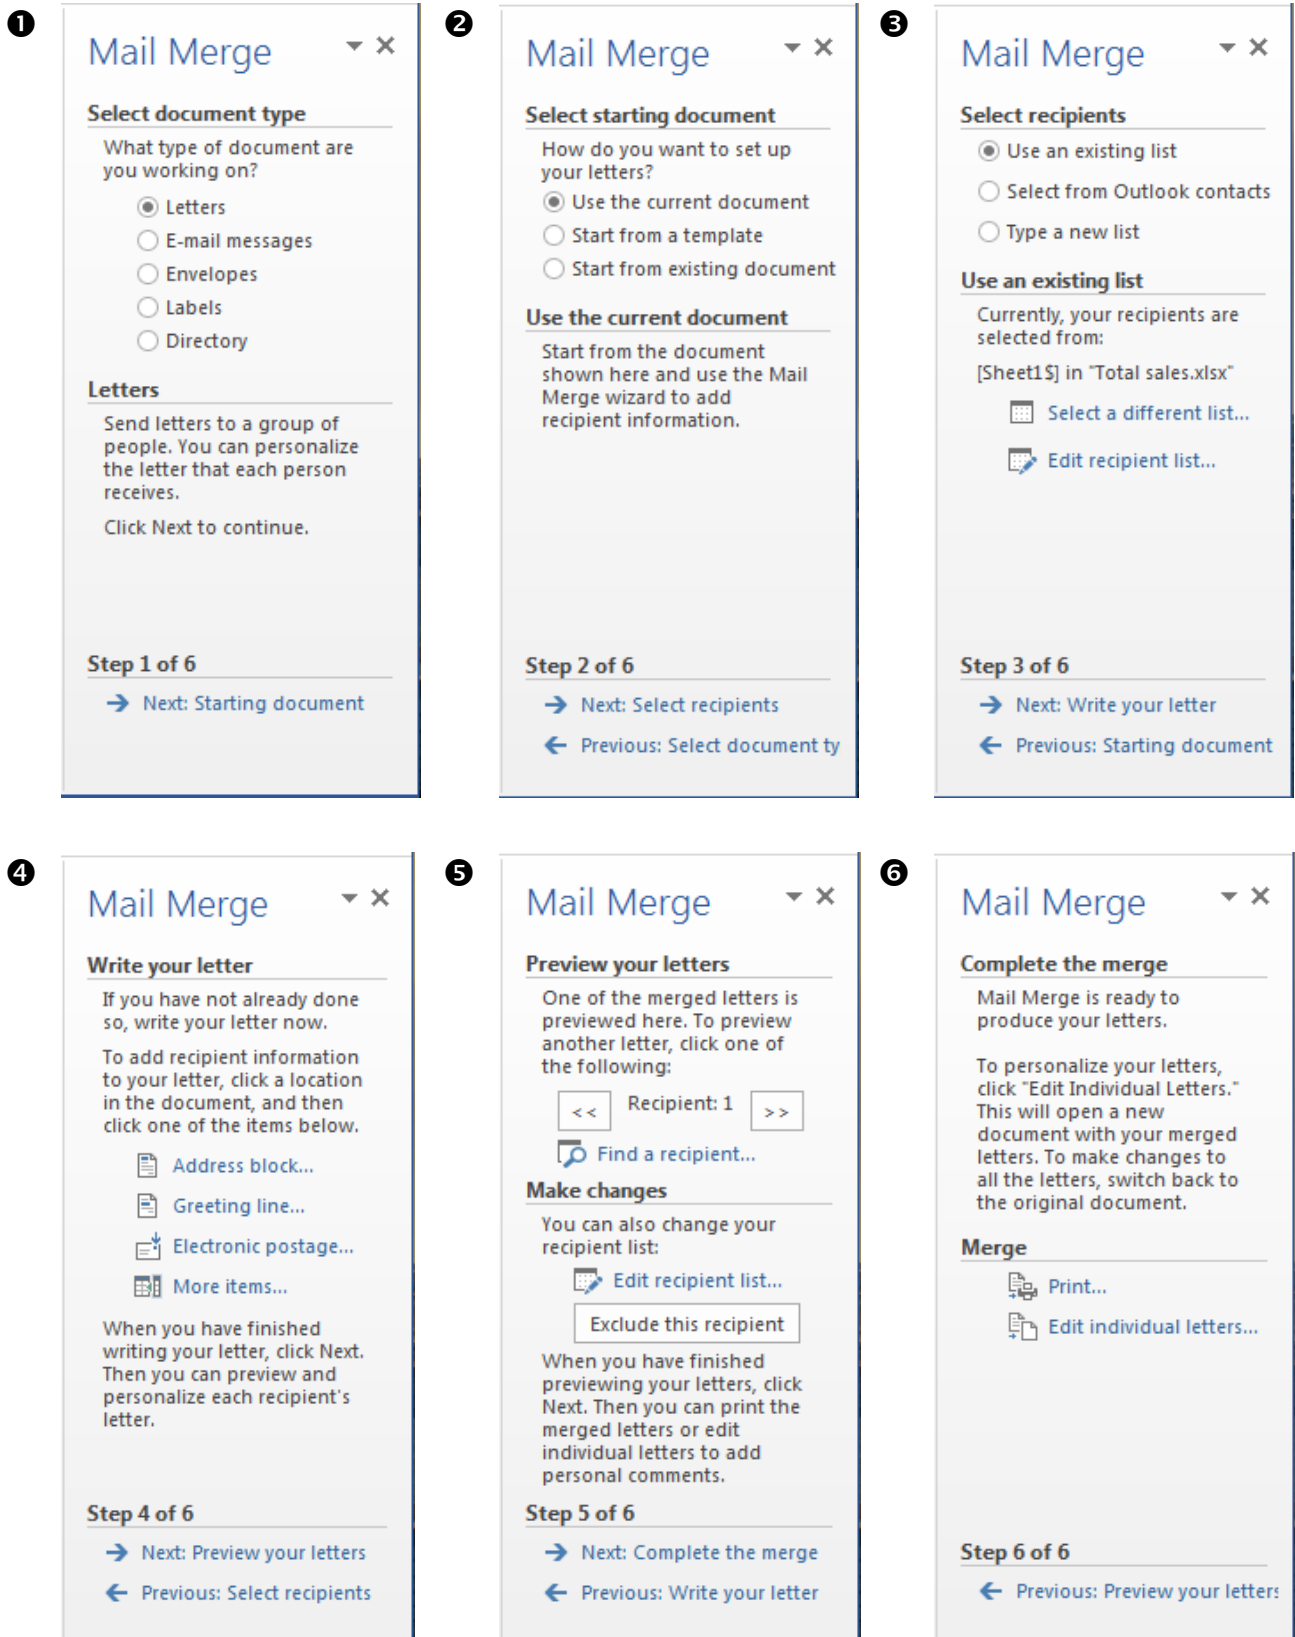 ❶
Mail Merge
Select document type
What type of document are
you working on?
Letters
E-mail messages
Envelopes
Labels
Directory
Letters
Send letters to a group of
people. You can personalize
the letter that each person
receives.
Click Next to continue.
Step 1 of 6
Next: Starting document
❷
Mail Merge
Select starting document
How do you want to set up
your letters?
Use the current document
Start from a template
Start from existing document
Use the current document
Start from the document
shown here and use the Mail
Merge wizard to add
recipient information.
Step 2 of 6
Next: Select recipients
Previous: Select document ty
❸
Mail Merge
Select recipients
Use an existing list
Select from Outlook contacts
Type a new list
Use an existing list
Currently, your recipients are
selected from:
[Sheet1$] in "Total sales.xlsx"
Select a different list...
Edit recipient list...
Step 3 of 6
Next: Write your letter
Previous: Starting document
❹
Mail Merge
Write your letter
If you have not already done
so, write your letter now.
To add recipient information
to your letter, click a location
in the document, and then
click one of the items below.
Address block...
Greeting line...
Electronic postage...
More items...
When you have finished
writing your letter, click Next.
Then you can preview and
personalize each recipient's
letter.
Step 4 of 6
Next: Preview your letters
Previous: Select recipients
❺
Mail Merge
Preview your letters
One of the merged letters is
previewed here. To preview
another letter, click one of
the following:
<< Recipient: 1 >>
Find a recipient...
Make changes
You can also change your
recipient list:
Edit recipient list...
Exclude this recipient
When you have finished
previewing your letters, click
Next. Then you can print the
merged letters or edit
individual letters to add
personal comments.
Step 5 of 6
Next: Complete the merge
Previous: Write your letter
❻
Mail Merge
Complete the merge
Mail Merge is ready to
produce your letters.
To personalize your letters,
click "Edit Individual Letters."
This will open a new
document with your merged
letters. To make changes to
all the letters, switch back to
the original document.
Merge
Print...
Edit individual letters...
Step 6 of 6
Previous: Preview your letters